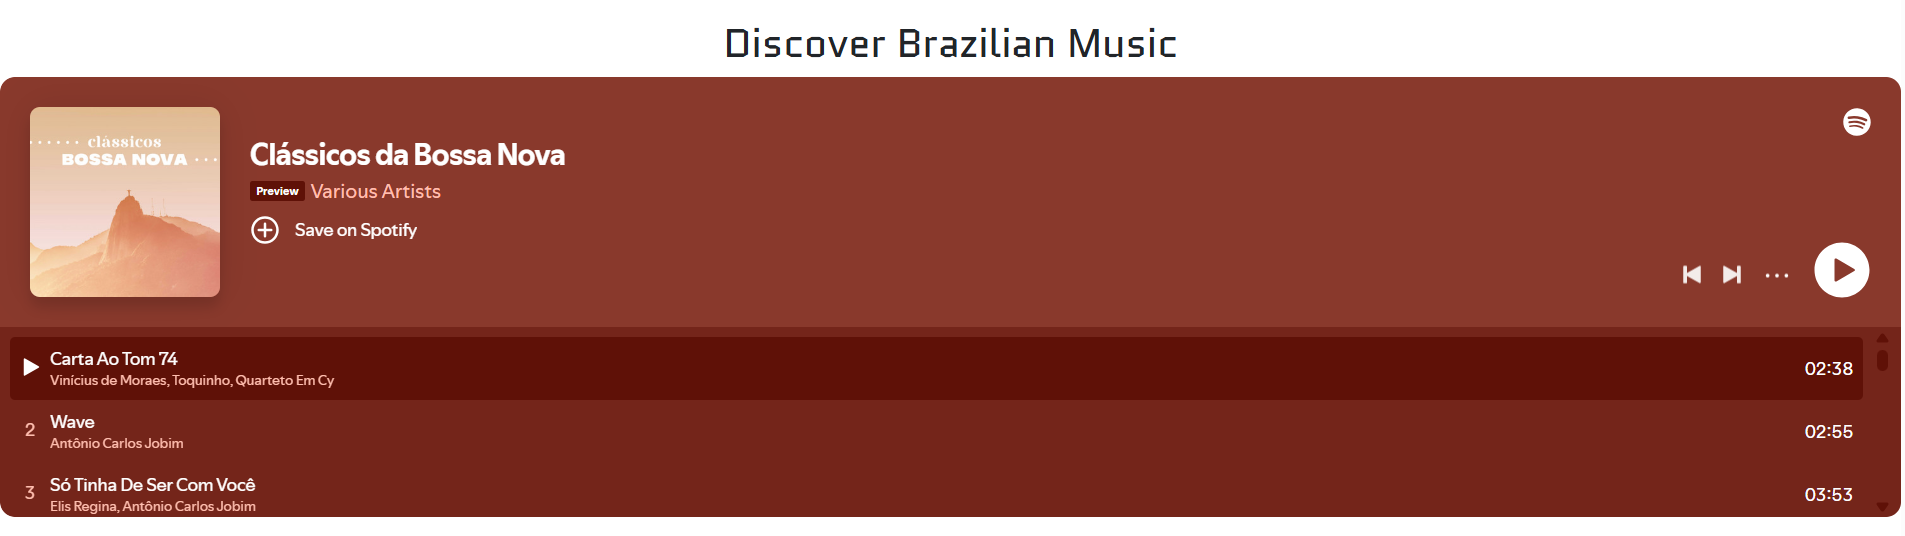 Discover Brazilian Music
clássicos
BOSSA NOVA
Clássicos da Bossa Nova
Preview Various Artists
Save on Spotify
Carta Ao Tom 74
Vinícius de Moraes, Toquinho, Quarteto Em Cy
02:38
2
Wave
Antônio Carlos Jobim
02:55
3
Só Tinha De Ser Com Você
Elis Regina, Antônio Carlos Jobim
03:53